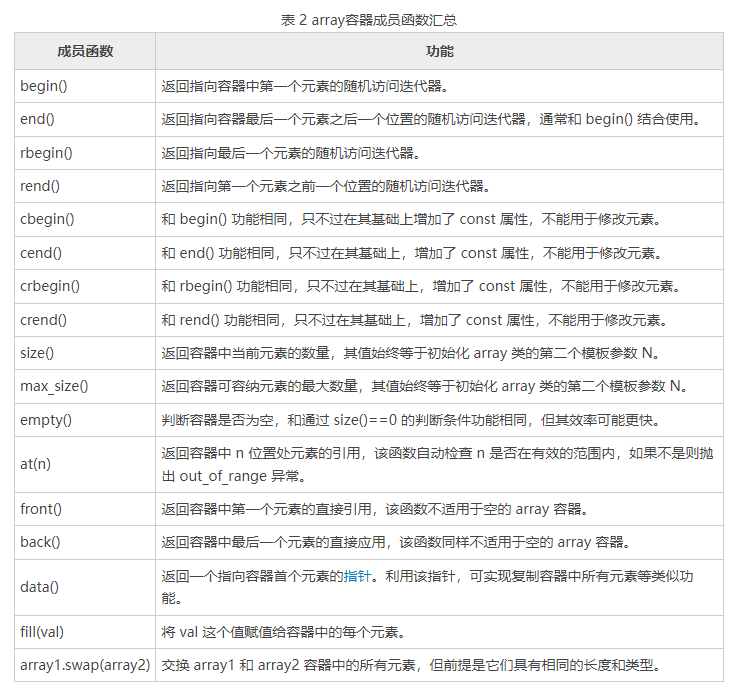 表 2 array容器成员函数汇总
成员函数 功能
begin() 返回指向容器中第一个元素的随机访问迭代器。
end() 返回指向容器最后一个元素之后一个位置的随机访问迭代器，通常和 begin() 结合使用。
rbegin() 返回指向最后一个元素的随机访问迭代器。
rend() 返回指向第一个元素之前一个位置的随机访问迭代器。
cbegin() 和 begin() 功能相同，只不过在其基础上增加了 const 属性，不能用于修改元素。
cend() 和 end() 功能相同，只不过在其基础上，增加了 const 属性，不能用于修改元素。
crbegin() 和 rbegin() 功能相同，只不过在其基础上，增加了 const 属性，不能用于修改元素。
crend() 和 rend() 功能相同，只不过在其基础上，增加了 const 属性，不能用于修改元素。
size() 返回容器中当前元素的数量，其值始终等于初始化 array 类的第二个模板参数 N。
max_size() 返回容器可容纳元素的最大数量，其值始终等于初始化 array 类的第二个模板参数 N。
empty() 判断容器是否为空，和通过 size()==0 的判断条件功能相同，但其效率可能更快。
at(n) 返回容器中 n 位置处元素的引用，该函数自动检查 n 是否在有效的范围内，如果不是则抛
出 out_of_range 异常。
front() 返回容器中第一个元素的直接引用，该函数不适用于空的 array 容器。
back() 返回容器中最后一个元素的直接应用，该函数同样不适用于空的 array 容器。
data() 返回一个指向容器首个元素的指针。利用该指针，可实现复制容器中所有元素等类似功
能。
fill(val) 将 val 这个值赋值给容器中的每个元素。
array1.swap(array2) 交换 array1 和 array2 容器中的所有元素，但前提是它们具有相同的长度和类型。